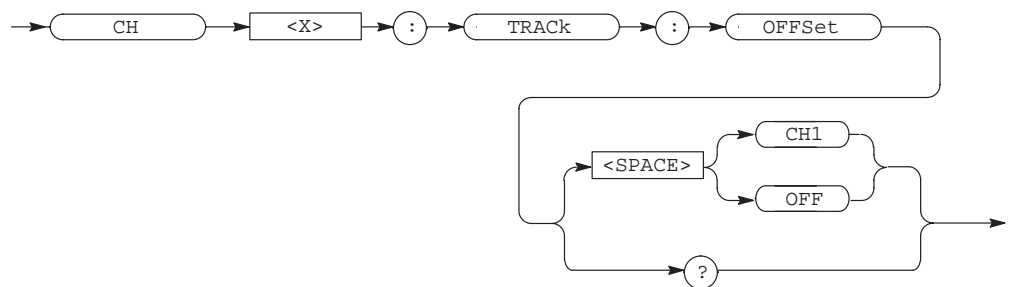 CH <X> : TRACk : OFFSet
<SPACE> CH1
OFF
?